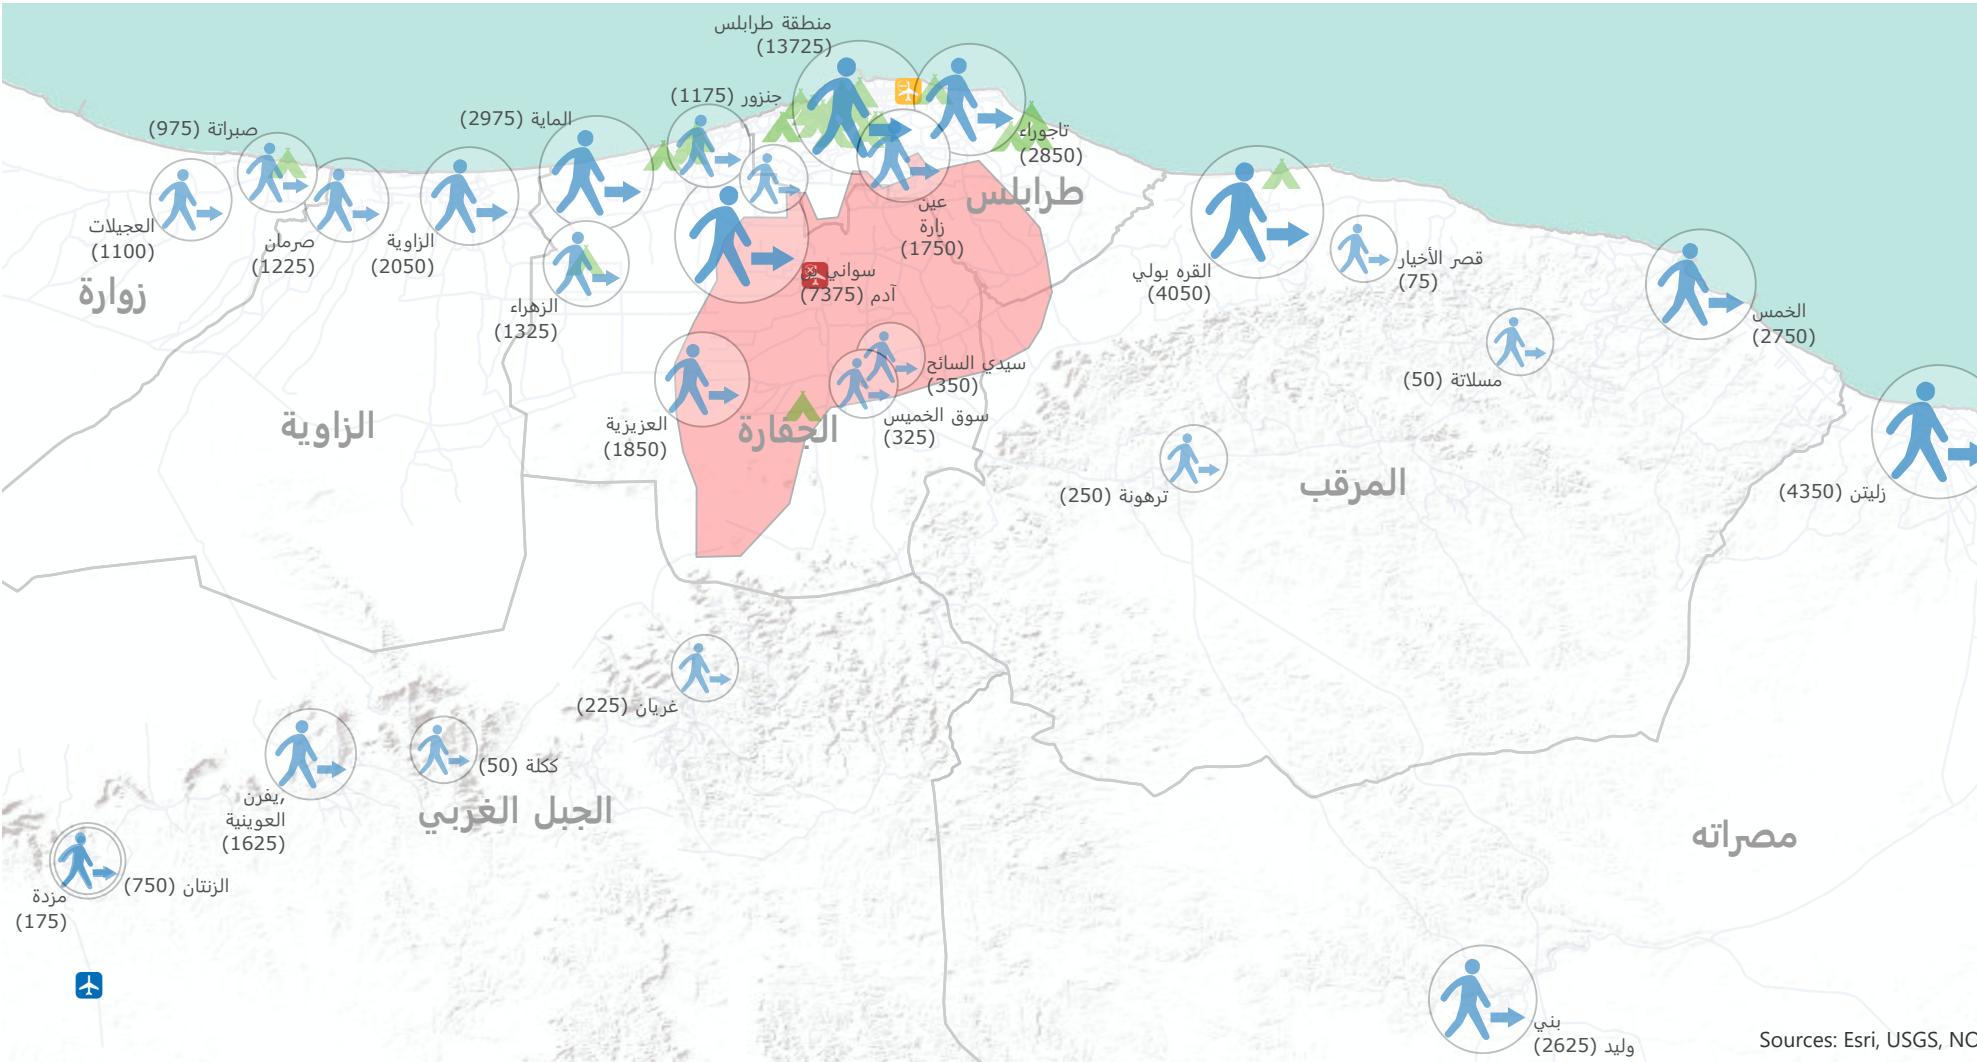 منطقة طرابلس
(13725)
جنزور (1175)
الماية (2975)
صبراتة (975)
تاجوراء
(2850)
طرابلس
عين
زارة
(1750)
العجيلات
(1100)
صرمان
(1225)
الزاوية
(2050)
زوارة
الزهراء
(1325)
سواني بن
آدم (7375)
القره بولي
(4050)
قصر الأخيار
(75)
الخمس
(2750)
سيدي السائح
(350)
سوق الخميس
(325)
مسلاتة (50)
العزيزية
(1850)
الجفارة
الزاوية
ترهونة (250)
المرقب
زليتن (4350)
غريان (225)
ككلة (50)
يفرن,
العوينية
(1625)
الجبل الغربي
مصراته
الزنتان (750)
مزدة
(175)
بني
وليد (2625)
Sources: Esri, USGS, NO